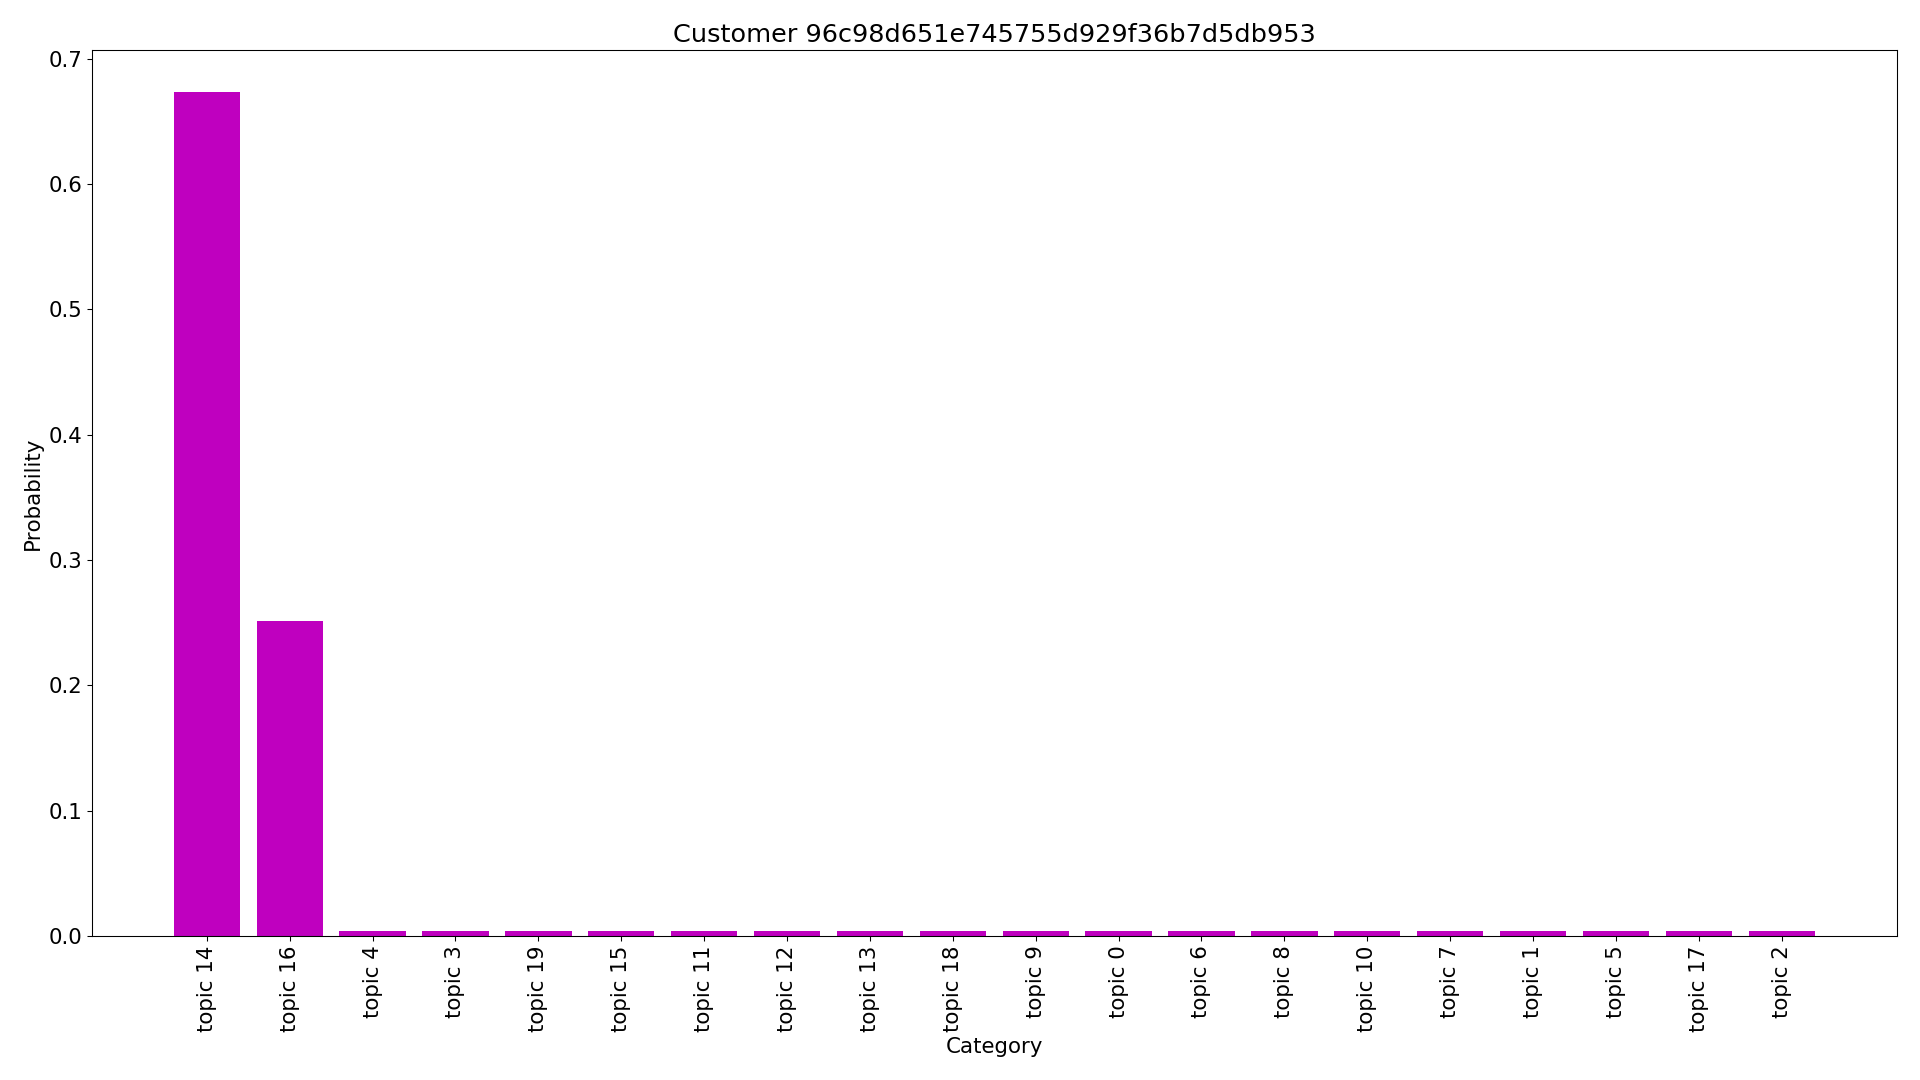 Customer 96c98d651e745755d929f36b7d5db953
Probability
0.7
0.6
0.5
0.4
0.3
0.2
0.1
0.0
topic 14
topic 16
topic 4
topic 3
topic 19
topic 15
topic 11
topic 12
topic 13
topic 18
topic 9
topic 0
topic 6
topic 8
topic 10
topic 7
topic 1
topic 5
topic 17
topic 2
Category